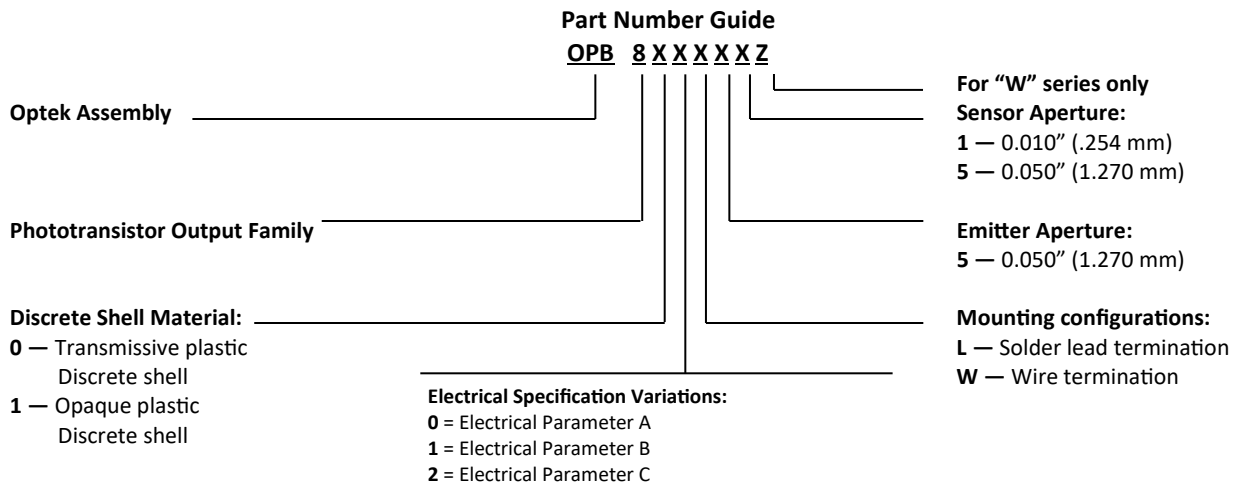 Part Number Guide
OPB 8 X X X X X Z
Optek Assembly
Phototransistor Output Family
Discrete Shell Material:
0 — Transmissive plastic
Discrete shell
1 — Opaque plastic
Discrete shell
Electrical Specification Variations:
0 = Electrical Parameter A
1 = Electrical Parameter B
2 = Electrical Parameter C
For “W” series only
Sensor Aperture:
1 — 0.010” (.254 mm)
5 — 0.050” (1.270 mm)
Emitter Aperture:
5 — 0.050” (1.270 mm)
Mounting configurations:
L — Solder lead termination
W — Wire termination